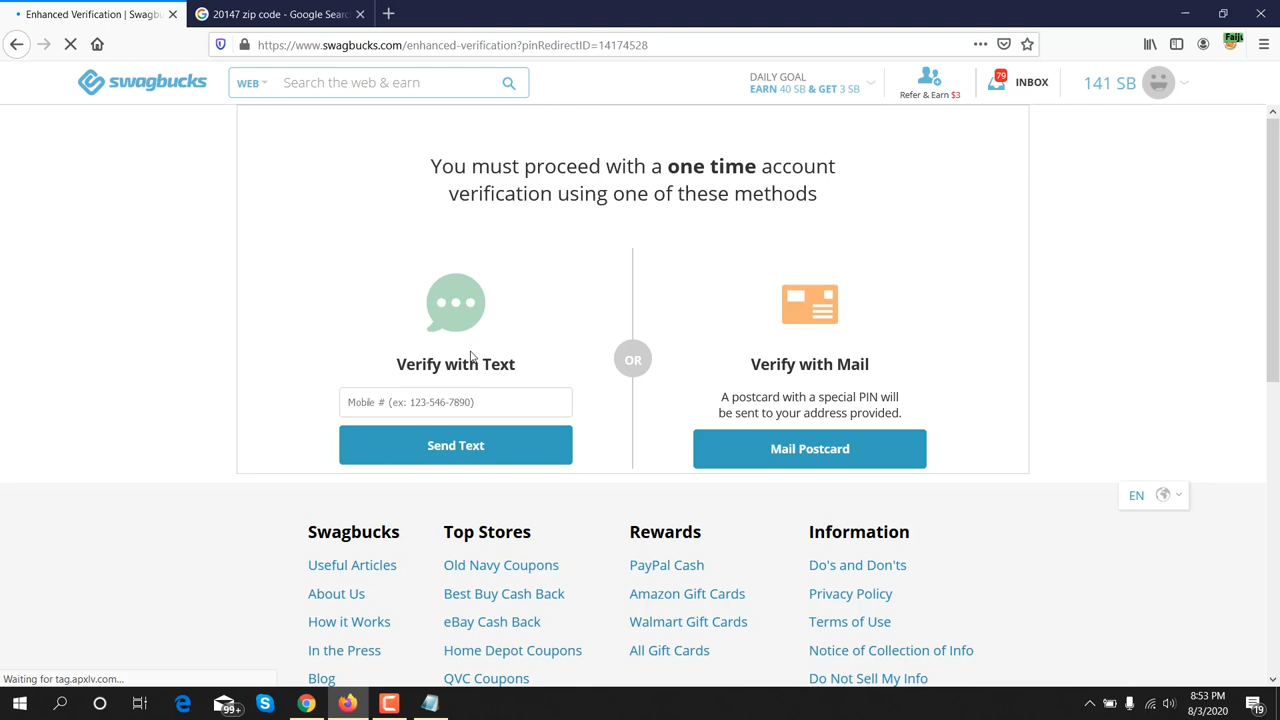 Enhanced Verification | Swagbu
20147 zip code - Google Searc
https://www.swagbucks.com/enhanced-verification?pinRedirectID=14174528
Faiju
swagbucks
WEB
Search the web & earn
DAILY GOAL
EARN 40 SB & GET 3 SB
Refer & Earn $3
79
INBOX
141 SB
You must proceed with a one time account
verification using one of these methods
Verify with Text
Mobile # (ex: 123-546-7890)
Send Text
OR
Verify with Mail
A postcard with a special PIN will
be sent to your address provided.
Mail Postcard
EN
Swagbucks
Useful Articles
About Us
How it Works
In the Press
Blog
Top Stores
Old Navy Coupons
Best Buy Cash Back
eBay Cash Back
Home Depot Coupons
QVC Coupons
Rewards
PayPal Cash
Amazon Gift Cards
Walmart Gift Cards
All Gift Cards
Information
Do's and Don'ts
Privacy Policy
Terms of Use
Notice of Collection of Info
Do Not Sell My Info
Waiting for tag.apxlv.com...
99+
8:53 PM
8/3/2020
19